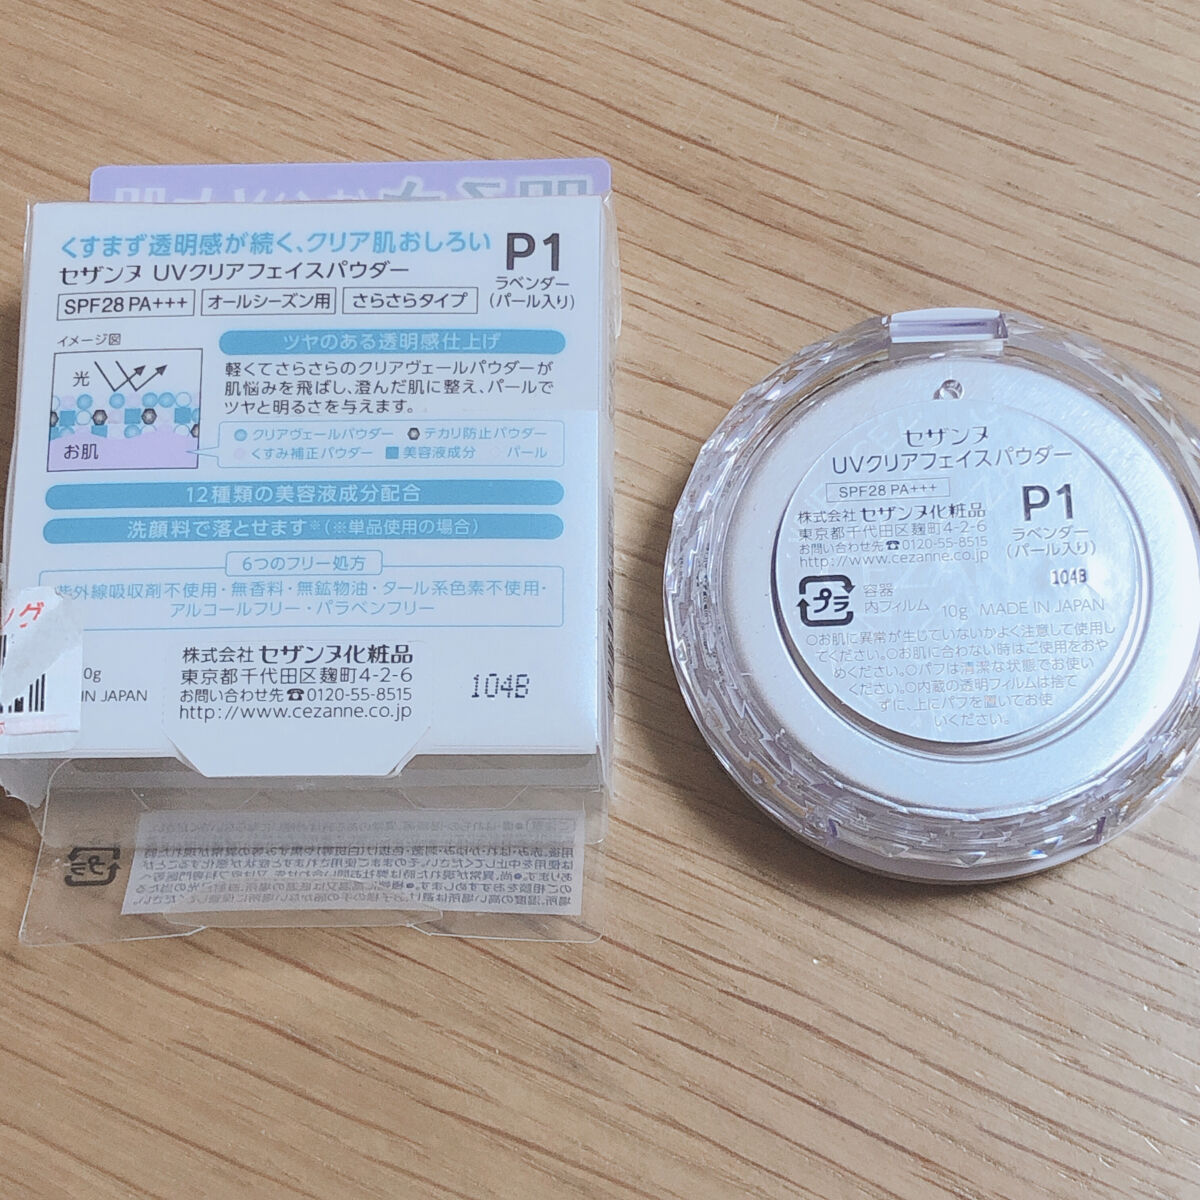 くすまず透明感が続く、クリア肌おしろい
セザンヌ UVクリアフェイスパウダー
P1
ラベンダー
(パール入り)
SPF28 PA+++
オールシーズン用
さらさらタイプ
イメージ図
光
お肌
ツヤのある透明感仕上げ
軽くてさらさらのクリアヴェールパウダーが
肌悩みを飛ばし、澄んだ肌に整え、パールで
ツヤと明るさを与えます。
クリアヴェールパウダー テカリ防止パウダー
くすみ補正パウダー 美容液成分 パール
12種類の美容液成分配合
洗顔料で落とせます※(※単品使用の場合)
6つのフリー処方
紫外線吸収剤不使用・無香料・無鉱物油・タール系色素不使用・
アルコールフリー・パラベンフリー
株式会社 セザンヌ化粧品
東京都千代田区麹町4-2-6
お問い合わせ先☎0120-55-8515
http://www.cezanne.co.jp
0g
IN JAPAN
104B
プラ
セザンヌ
UVクリアフェイスパウダー
SPF28 PA+++
P1
ラベンダー
(パール入り)
株式会社 セザンヌ化粧品
東京都千代田区麹町4-2-6
お問い合わせ先☎0120-55-8515
http://www.cezanne.co.jp
104B
プラ
容器
内フィルム 10g MADE IN JAPAN
○お肌に異常が生じていないかよく注意して使用し
てください。○お肌に合わない時はご使用をおや
めください。○パフは清潔な状態でお使い
ください。○内蔵の透明フィルムは捨て
ずに、上にパフを置いてお使
いください。